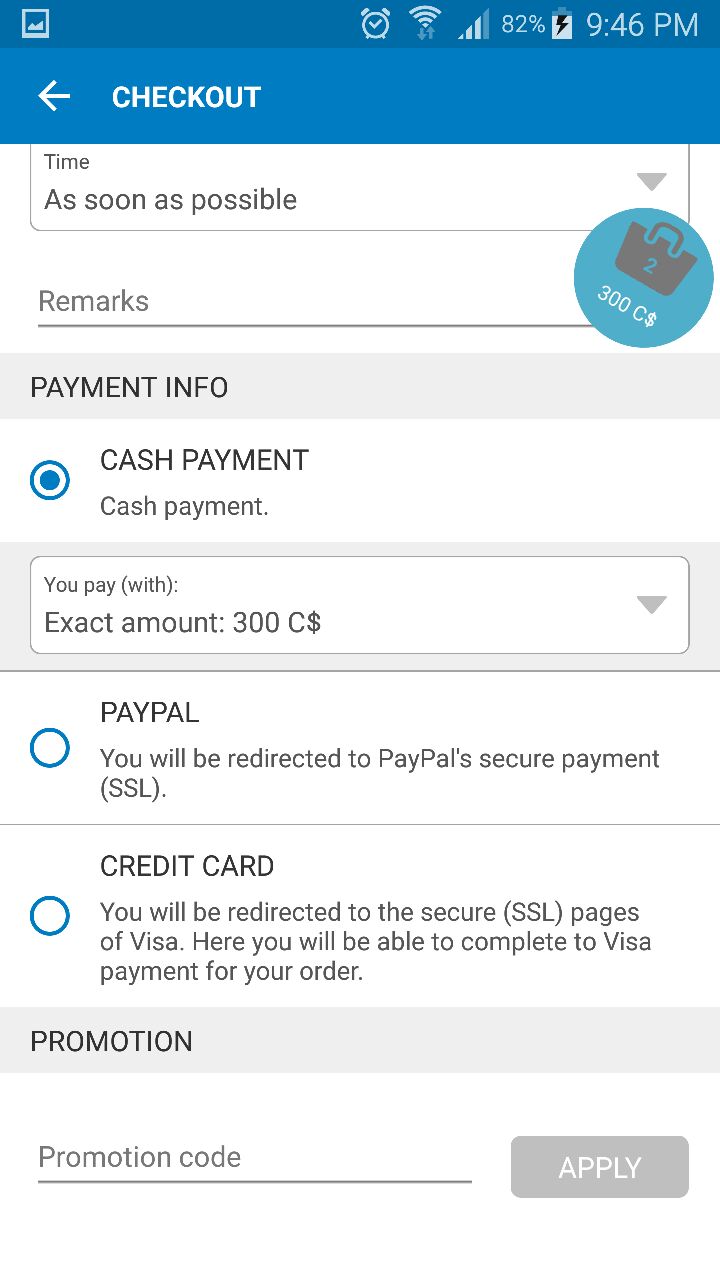 82% 9:46 PM
CHECKOUT
Time
As soon as possible
2
300 C$
Remarks
PAYMENT INFO
CASH PAYMENT
Cash payment.
You pay (with):
Exact amount: 300 C$
PAYPAL
You will be redirected to PayPal's secure payment
(SSL).
CREDIT CARD
You will be redirected to the secure (SSL) pages
of Visa. Here you will be able to complete to Visa
payment for your order.
PROMOTION
Promotion code
APPLY